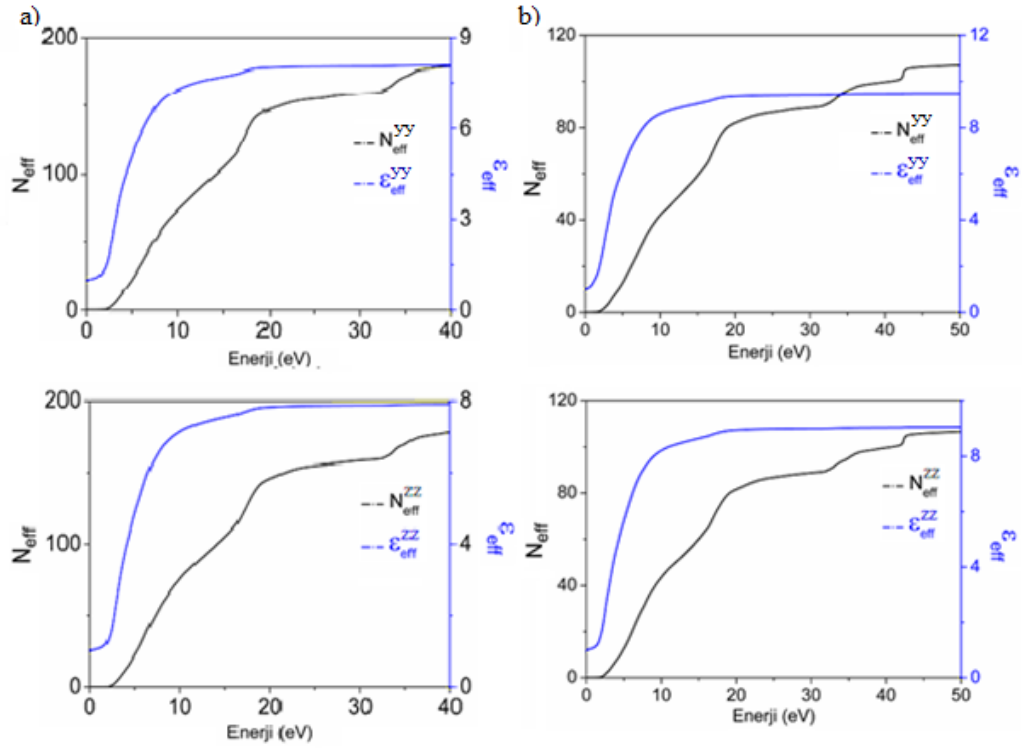 a)
200
100
0
N_eff
9
6
3
0
ε_eff
N_eff^yy
ε_eff^yy
0 10 20 30 40
Enerji (eV)
b)
120
80
40
0
N_eff
12
8
4
0
ε_eff
N_eff^yy
ε_eff^yy
0 10 20 30 40 50
Enerji (eV)
200
100
0
N_eff
8
4
0
ε_eff
N_eff^zz
ε_eff^zz
0 10 20 30 40
Enerji (eV)
120
80
40
0
N_eff
8
4
0
ε_eff
N_eff^zz
ε_eff^zz
0 10 20 30 40 50
Enerji (eV)